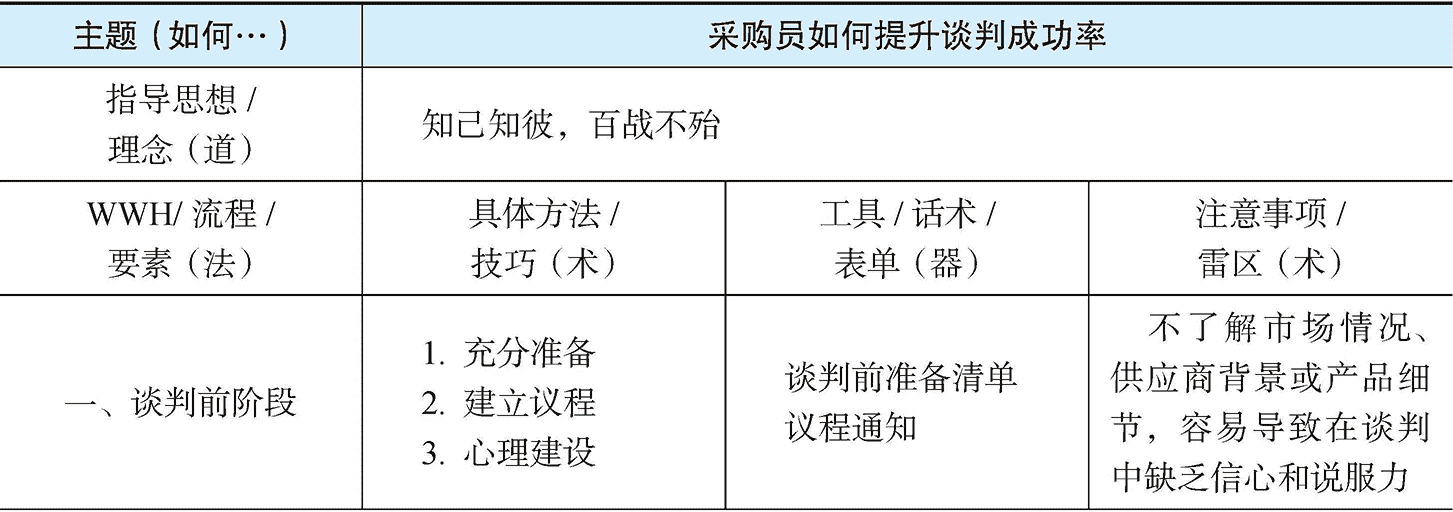 主题（如何…）
采购员如何提升谈判成功率
指导思想 /
理念（道）
知己知彼，百战不殆
WWH/ 流程 /
要素（法）
具体方法 /
技巧（术）
工具 / 话术 /
表单（器）
注意事项 /
雷区（术）
一、谈判前阶段
1. 充分准备
2. 建立议程
3. 心理建设
谈判前准备清单
议程通知
不了解市场情况、
供应商背景或产品细
节，容易导致在谈判
中缺乏信心和说服力